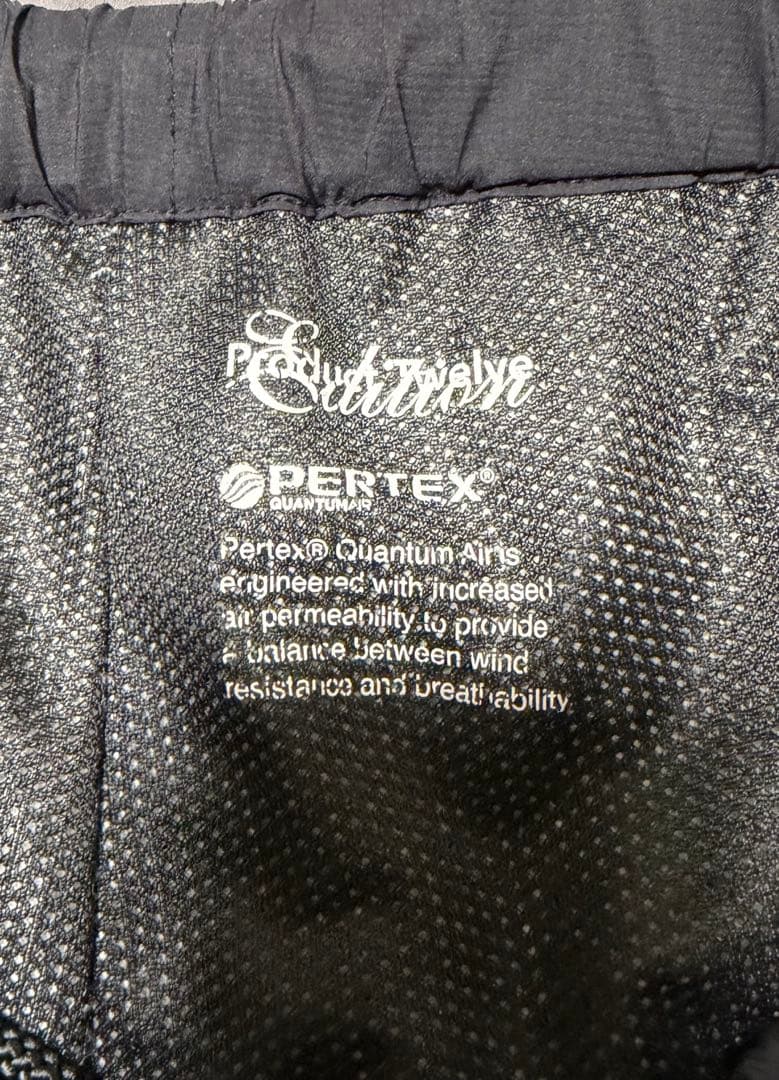 Product Twelve
Edition
PERTEX®
QUANTUM AIR
Pertex® Quantum Air is
engineered with increased
air permeability to provide
a balance between wind
resistance and breathability